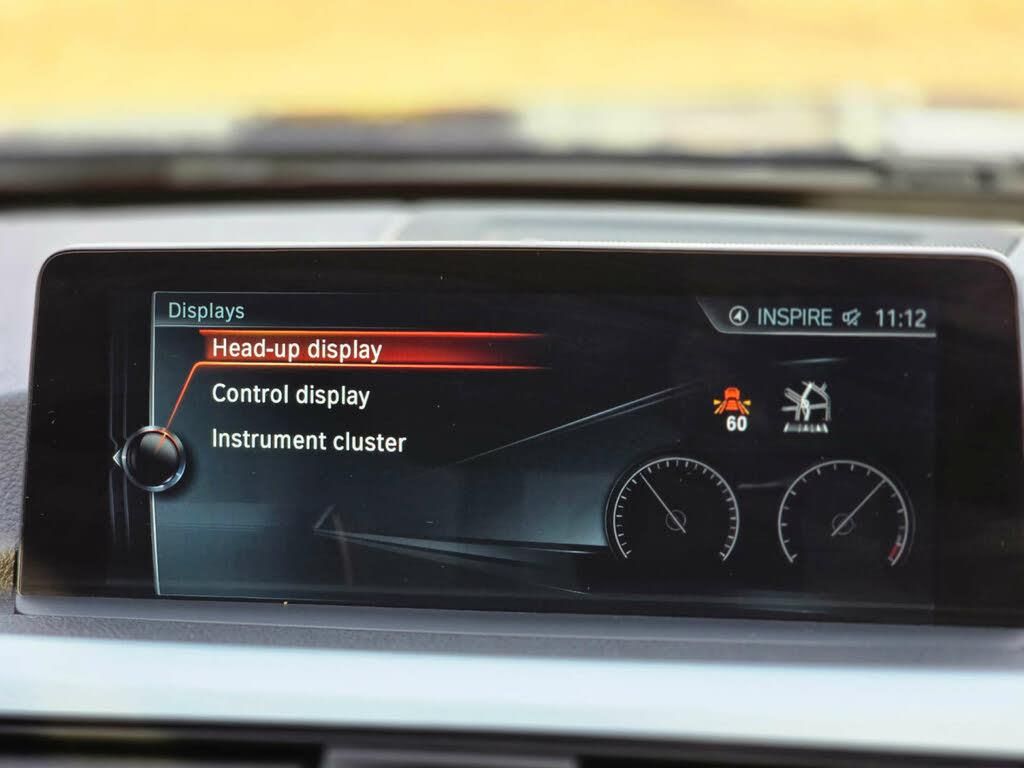 Displays
INSPIRE 11:12
Head-up display
Control display
Instrument cluster
60